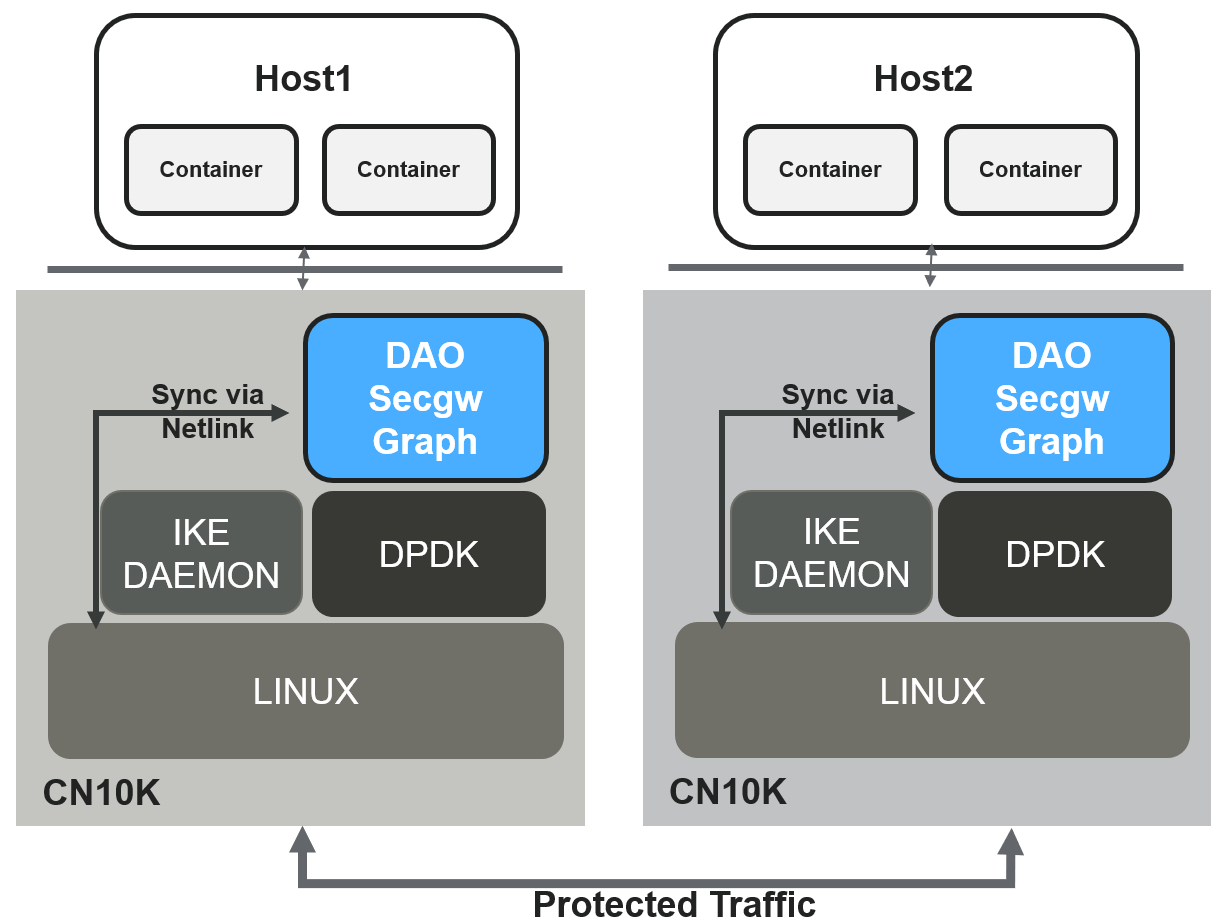 Host1
Container
Container
DAO
Secgw
Graph
Sync via
Netlink
IKE
DAEMON
DPDK
LINUX
CN10K
Host2
Container
Container
DAO
Secgw
Graph
Sync via
Netlink
IKE
DAEMON
DPDK
LINUX
CN10K
Protected Traffic